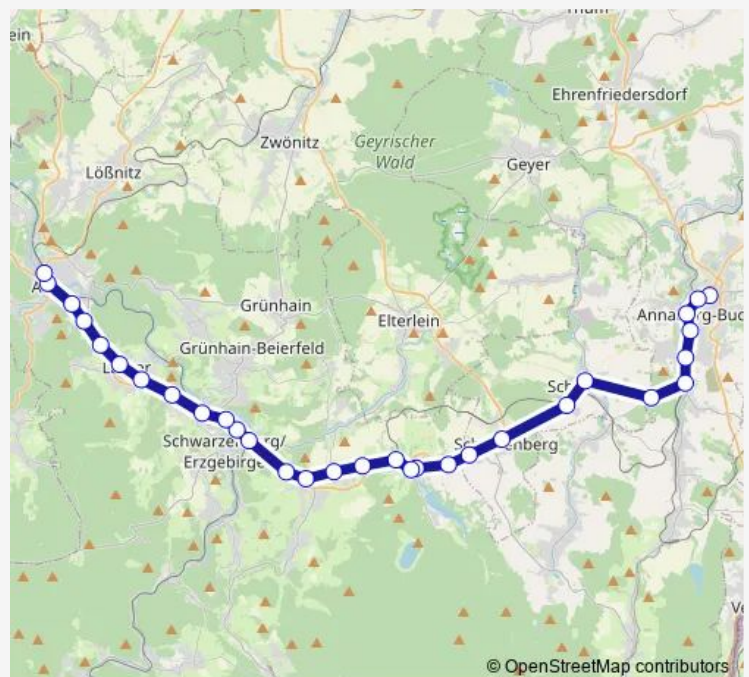 Ehrenfriedersdorf
Zwönitz
Geyrischer
Wald
Geyer
Lößnitz
Grünhain
Elterlein
Grünhain-Beierfeld
Schwarzenberg/
Erzgebirge
© OpenStreetMap contributors